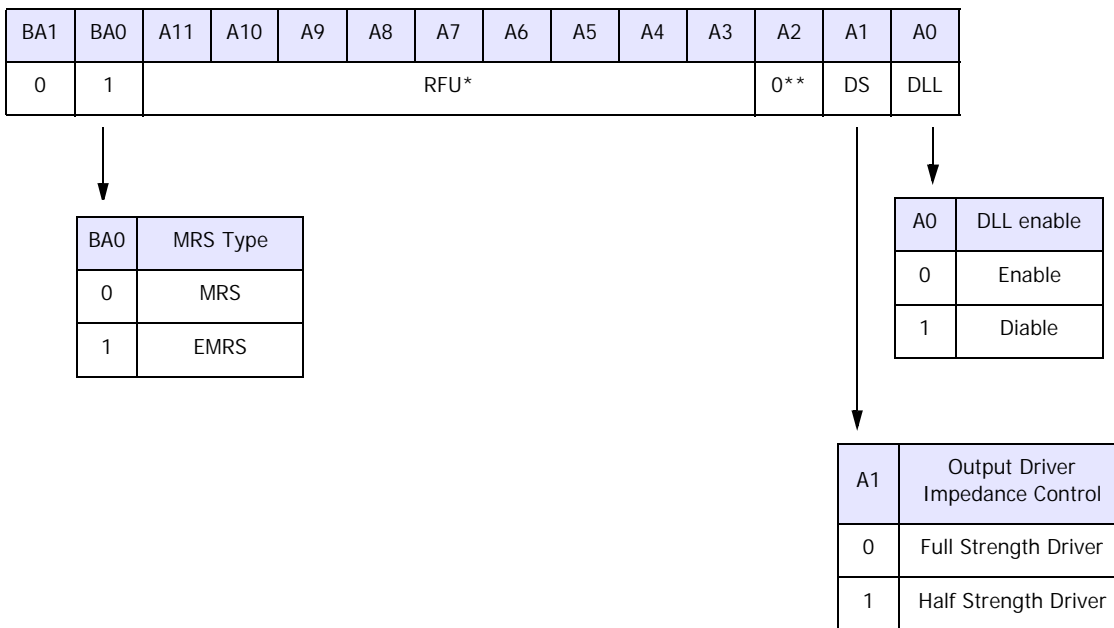 BA1 BA0 A11 A10 A9 A8 A7 A6 A5 A4 A3 A2 A1 A0
0 1 RFU* 0** DS DLL
BA0 MRS Type
0 MRS
1 EMRS
A0 DLL enable
0 Enable
1 Diable
A1 Output Driver
Impedance Control
0 Full Strength Driver
1 Half Strength Driver